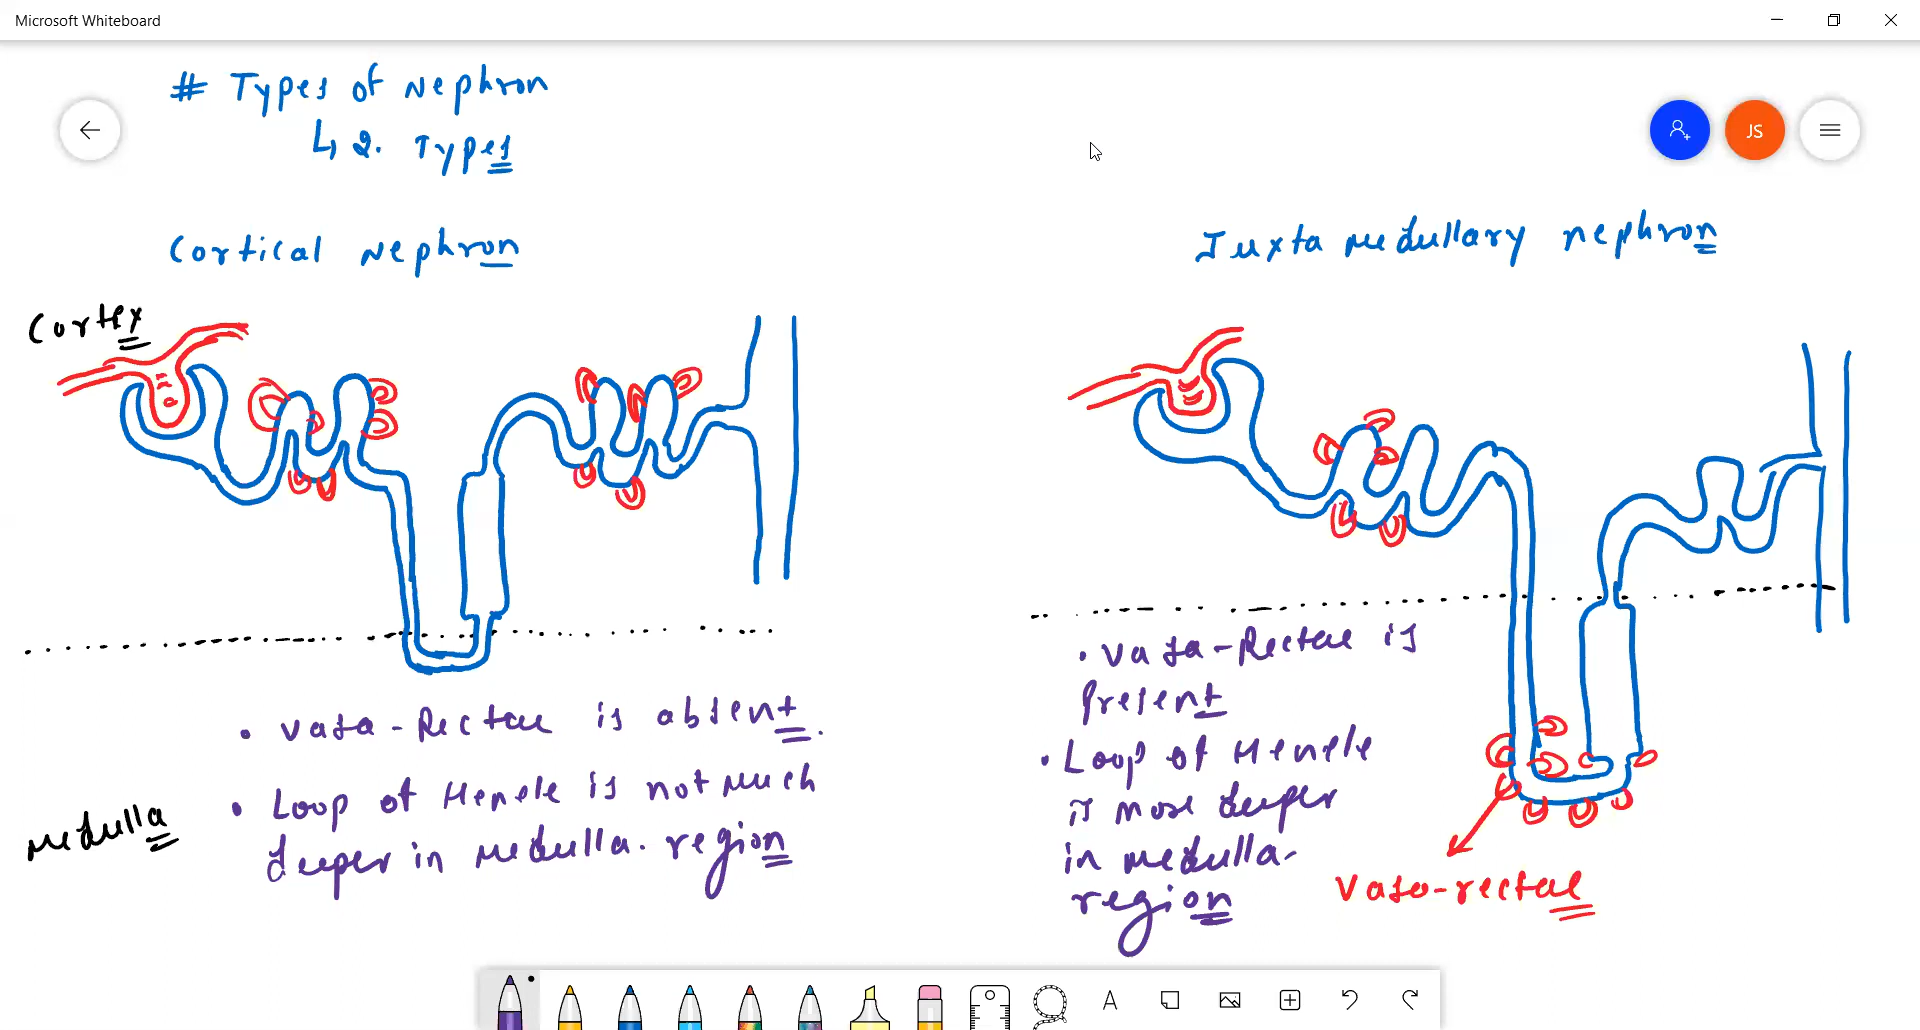 Microsoft Whiteboard
# Types of Nephron
↳ 2. Types
JS
Cortical Nephron
Juxta medullary nephron
Cortex
• Vasa-Rectae is
Present
• Vasa-Rectae is absent.
• Loop of Henele
is more deeper
in medulla-
region
• Loop of Henele is not much
deeper in medulla. region
Medulla
Vasa-rectae
A